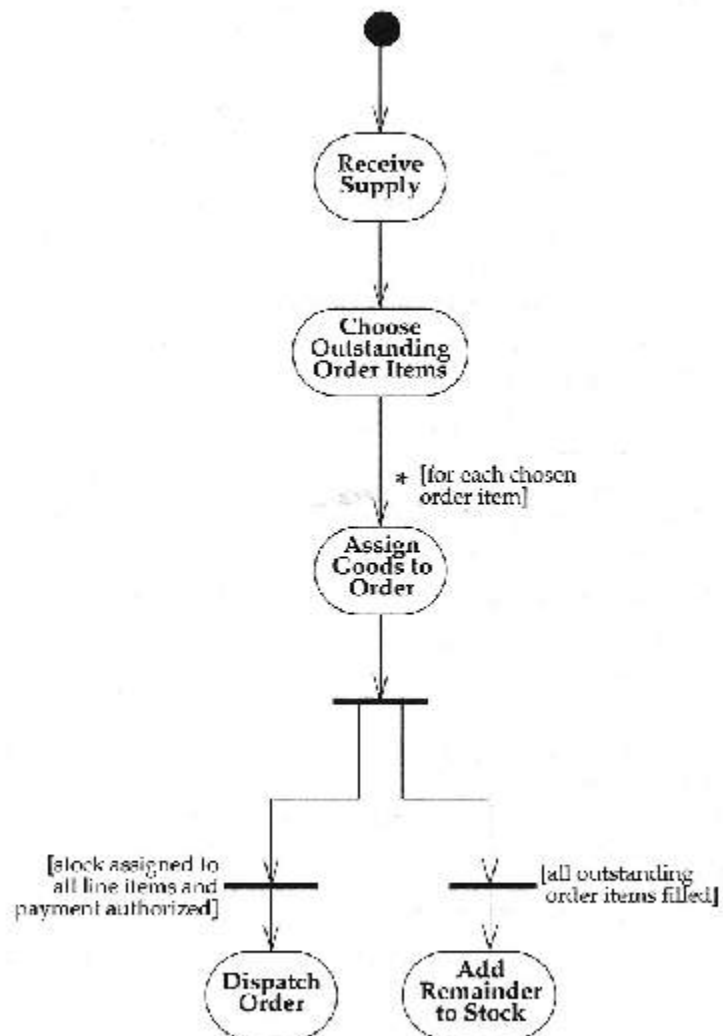 Receive
Supply
Choose
Outstanding
Order Items
* [for each chosen
order item]
Assign
Goods to
Order
[stock assigned to
all line items and
payment authorized]
[all outstanding
order items filled]
Dispatch
Order
Add
Remainder
to Stock